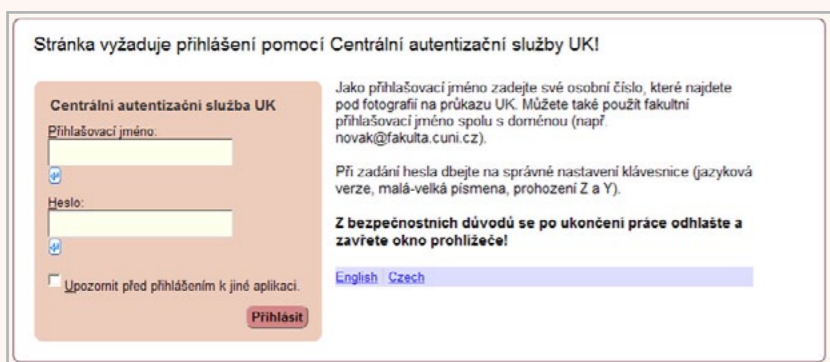 Stránka vyžaduje přihlášení pomocí Centrální autentizační služby UK!
Centrální autentizační služba UK
Přihlašovací jméno:
Heslo:
Upozornit před přihlášením k jiné aplikaci.
Přihlásit
Jako přihlašovací jméno zadejte své osobní číslo, které najdete
pod fotografií na průkazu UK. Můžete také použít fakultní
přihlašovací jméno spolu s doménou (např.
novak@fakulta.cuni.cz).
Při zadání hesla dbejte na správné nastavení klávesnice (jazyková
verze, malá-velká písmena, prohození Z a Y).
Z bezpečnostních důvodů se po ukončení práce odhlašte a
zavřete okno prohlížeče!
English Czech